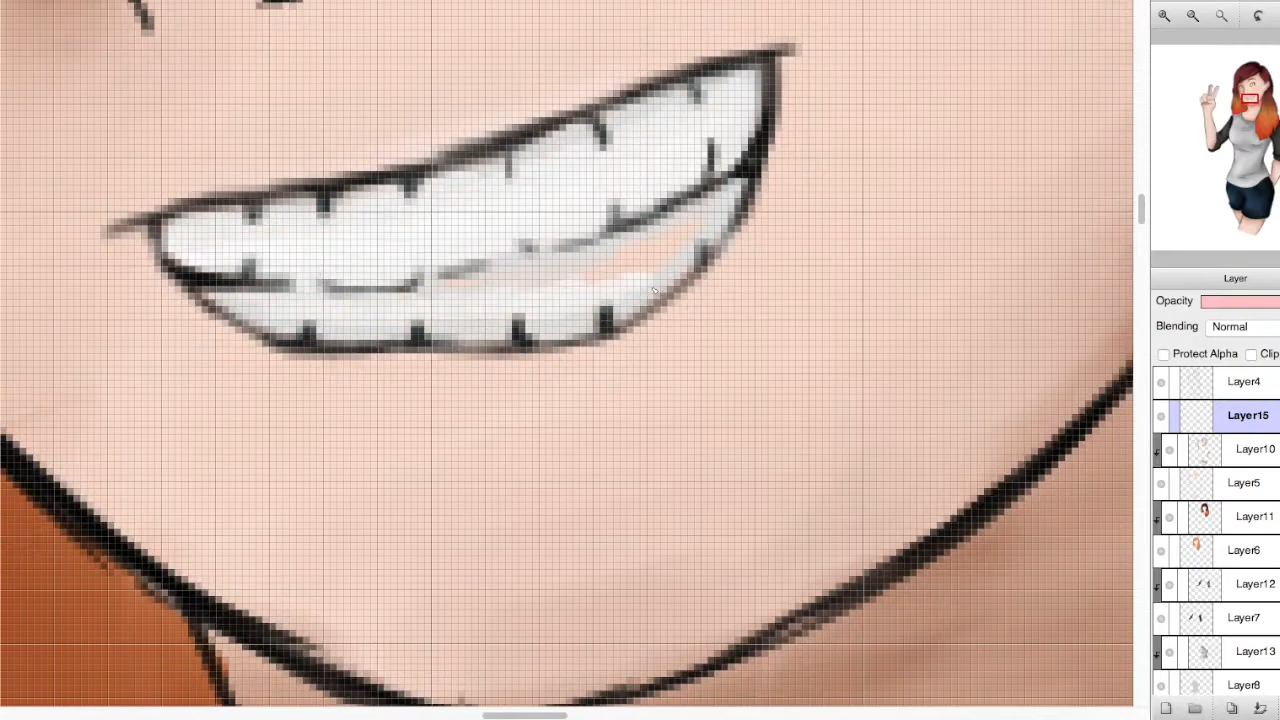 Layer
Opacity
Blending Normal
Protect Alpha Clip
Layer4
Layer15
Layer10
Layer5
Layer11
Layer6
Layer12
Layer7
Layer13
Layer8